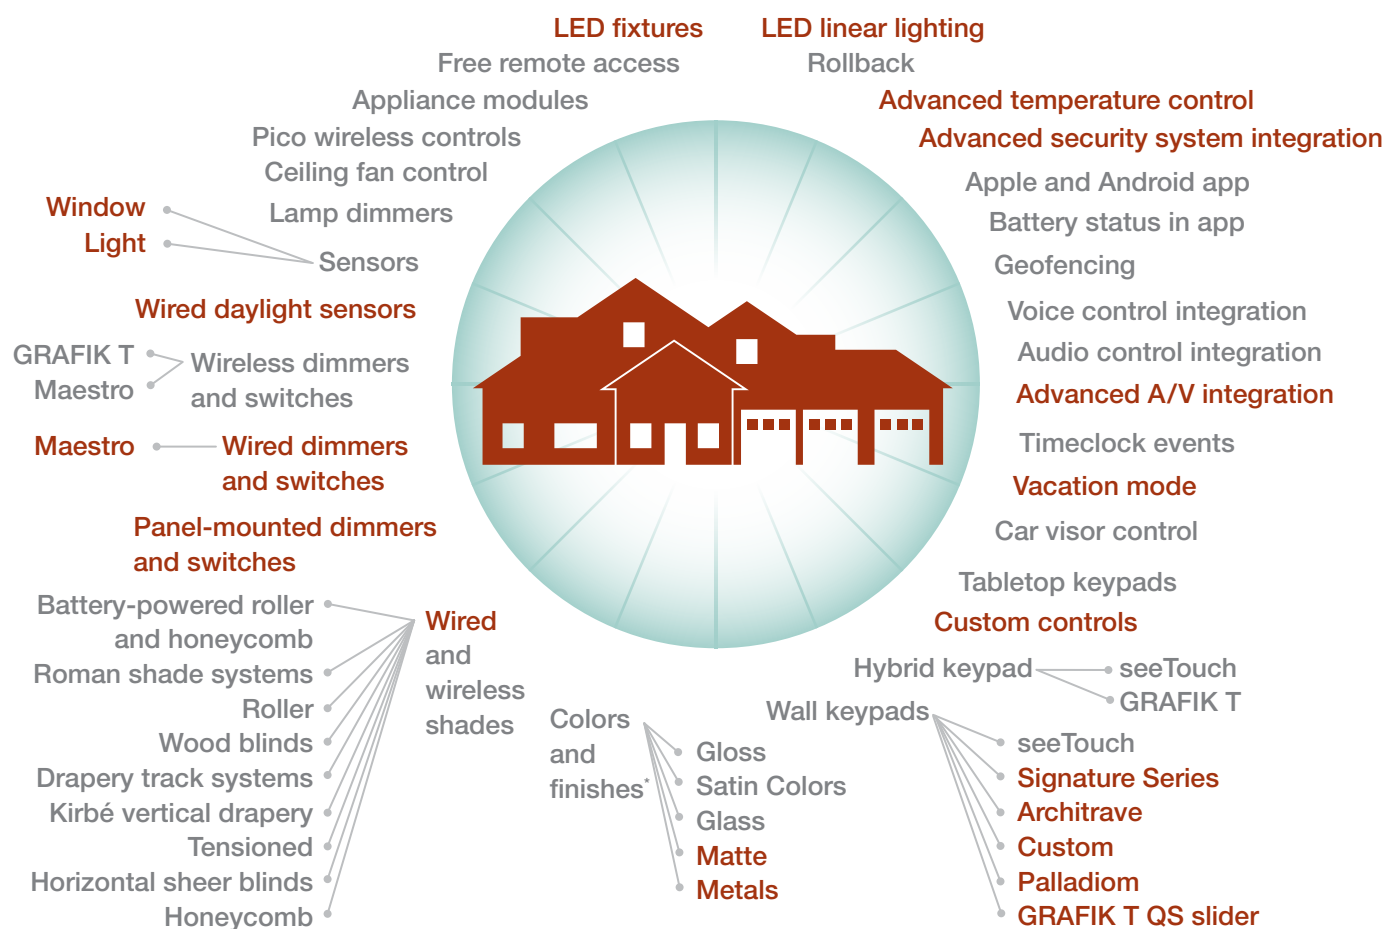 LED fixtures
LED linear lighting
Free remote access
Rollback
Appliance modules
Advanced temperature control
Pico wireless controls
Advanced security system integration
Ceiling fan control
Apple and Android app
Lamp dimmers
Battery status in app
Window
Light
Sensors
Geofencing
Wired daylight sensors
Voice control integration
GRAFIK T
Maestro
Wireless dimmers
and switches
Audio control integration
Advanced A/V integration
Maestro
Wired dimmers
and switches
Timeclock events
Vacation mode
Panel-mounted dimmers
and switches
Car visor control
Tabletop keypads
Custom controls
Battery-powered roller
and honeycomb
Roman shade systems
Roller
Wood blinds
Drapery track systems
Kirbé vertical drapery
Tensioned
Horizontal sheer blinds
Honeycomb
Wired
and
wireless
shades
Colors
and
finishes*
Gloss
Satin Colors
Glass
Matte
Metals
Hybrid keypad
seeTouch
GRAFIK T
Wall keypads
seeTouch
Signature Series
Architrave
Custom
Palladiom
GRAFIK T QS slider